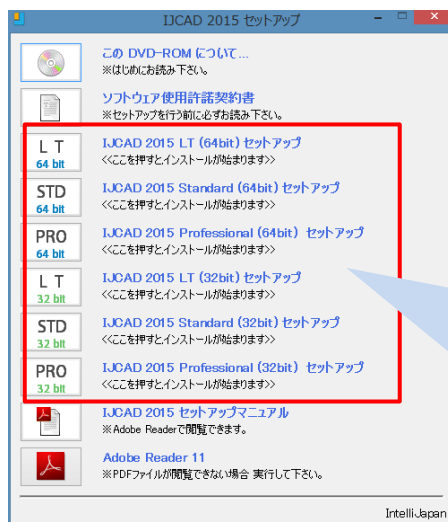 IJCAD 2015 セットアップ
この DVD-ROM について...
※はじめにお読み下さい。
ソフトウェア使用許諾契約書
※セットアップを行う前に必ずお読み下さい。
LT
64 bit
IJCAD 2015 LT (64bit) セットアップ
<<ここを押すとインストールが始まります>>
STD
64 bit
IJCAD 2015 Standard (64bit) セットアップ
<<ここを押すとインストールが始まります>>
PRO
64 bit
IJCAD 2015 Professional (64bit) セットアップ
<<ここを押すとインストールが始まります>>
LT
32 bit
IJCAD 2015 LT (32bit) セットアップ
<<ここを押すとインストールが始まります>>
STD
32 bit
IJCAD 2015 Standard (32bit) セットアップ
<<ここを押すとインストールが始まります>>
PRO
32 bit
IJCAD 2015 Professional (32bit) セットアップ
<<ここを押すとインストールが始まります>>
IJCAD 2015 セットアップマニュアル
※Adobe Readerで閲覧できます。
Adobe Reader 11
※PDFファイルが閲覧できない場合 実行して下さい。
IntelliJapan